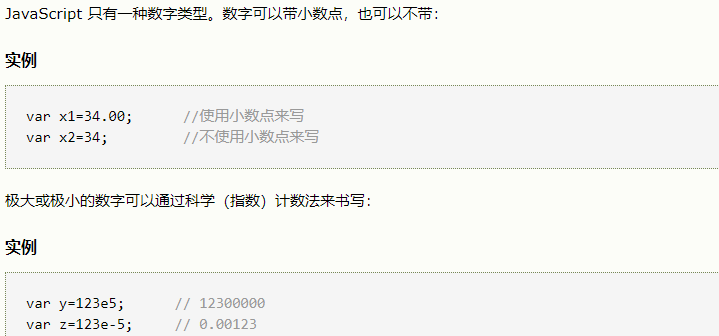 JavaScript 只有一种数字类型。数字可以带小数点，也可以不带：
实例
var x1=34.00;      //使用小数点来写
var x2=34;         //不使用小数点来写
极大或极小的数字可以通过科学（指数）计数法来书写：
实例
var y=123e5;      // 12300000
var z=123e-5;     // 0.00123